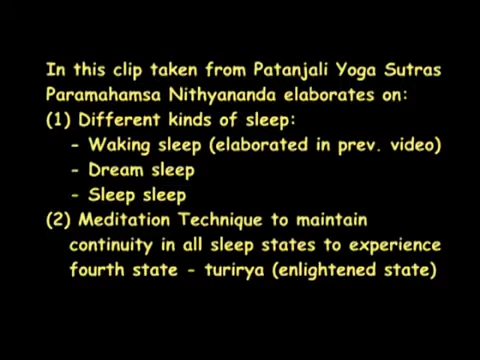 In this clip taken from Patanjali Yoga Sutras
Paramahamsa Nithyananda elaborates on:
(1) Different kinds of sleep:
- Waking sleep (elaborated in prev. video)
- Dream sleep
- Sleep sleep
(2) Meditation Technique to maintain
continuity in all sleep states to experience
fourth state - turirya (enlightened state)